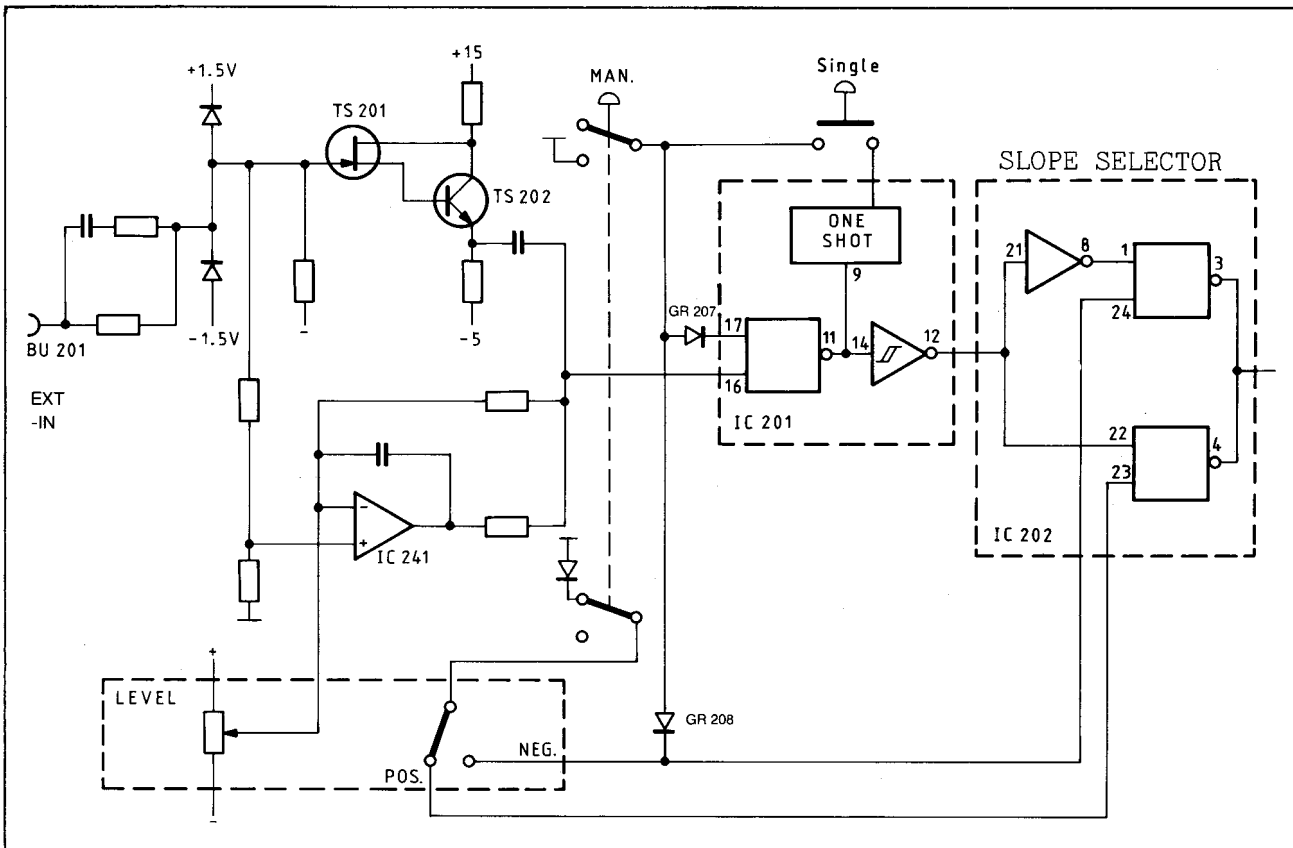 +15
+1.5V
MAN.
Single
TS 201
SLOPE SELECTOR
TS 202
ONE
SHOT
21
8
1
3
24
9
-1.5V
-5
GR 207
17
11
14
12
BU 201
16
EXT
-IN
IC 201
22
4
23
-
+
IC 241
IC 202
+
LEVEL
GR 208
NEG.
POS.
-